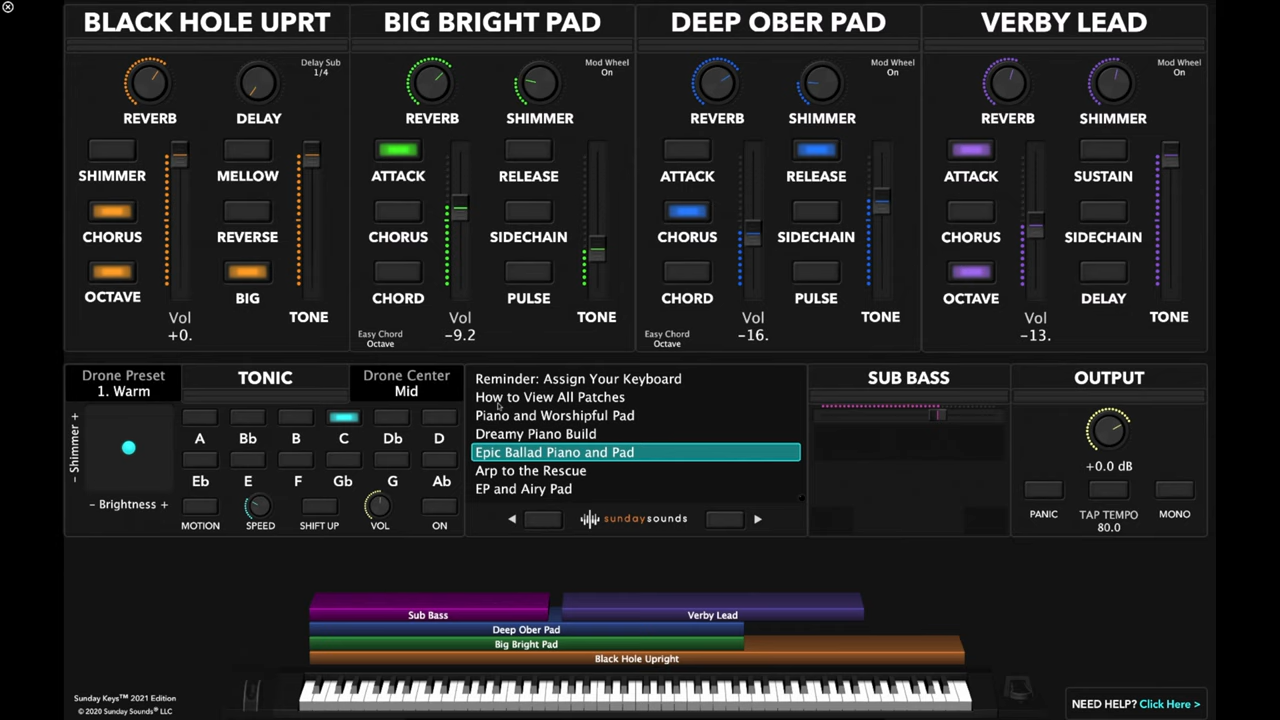 BLACK HOLE UPRT
BIG BRIGHT PAD
DEEP OBER PAD
VERBY LEAD
Delay Sub
1/4
REVERB
DELAY
SHIMMER
MELLOW
CHORUS
REVERSE
OCTAVE
BIG
Vol
+0.
TONE
Mod Wheel
On
REVERB
SHIMMER
ATTACK
RELEASE
CHORUS
SIDECHAIN
CHORD
PULSE
Easy Chord
Octave
Vol
-9.2
TONE
Mod Wheel
On
REVERB
SHIMMER
ATTACK
RELEASE
CHORUS
SIDECHAIN
CHORD
PULSE
Easy Chord
Octave
Vol
-16.
TONE
Mod Wheel
On
REVERB
SHIMMER
ATTACK
SUSTAIN
CHORUS
SIDECHAIN
OCTAVE
DELAY
Vol
-13.
TONE
Drone Preset
1. Warm
TONIC
Drone Center
Mid
- Shimmer +
- Brightness +
A
Bb
B
C
Db
D
Eb
E
F
Gb
G
Ab
MOTION
SPEED
SHIFT UP
VOL
ON
Reminder: Assign Your Keyboard
How to View All Patches
Piano and Worshipful Pad
Dreamy Piano Build
Epic Ballad Piano and Pad
Arp to the Rescue
EP and Airy Pad
sundaysounds
SUB BASS
OUTPUT
+0.0 dB
PANIC
TAP TEMPO
80.0
MONO
Sub Bass
Verby Lead
Deep Ober Pad
Big Bright Pad
Black Hole Upright
Sunday Keys™ 2021 Edition
© 2020 Sunday Sounds® LLC
NEED HELP? Click Here >